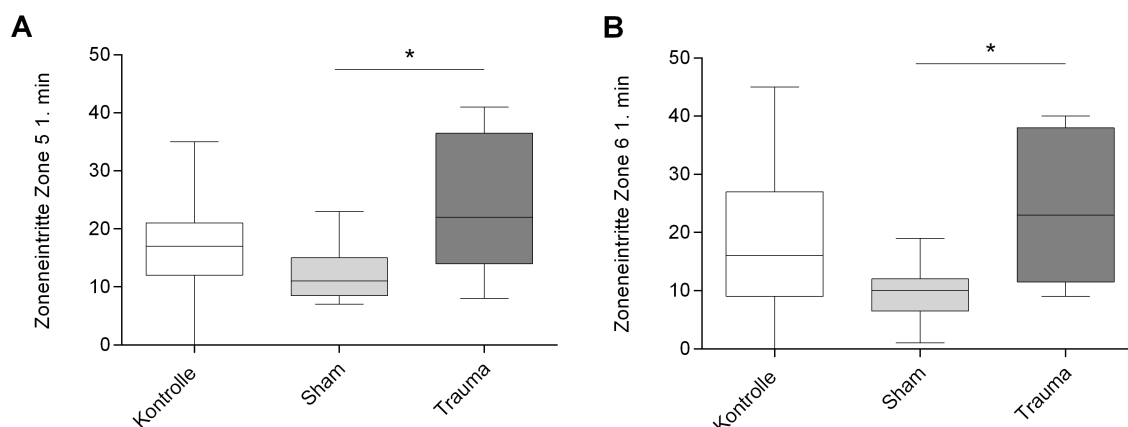 A
Zoneneintritte Zone 5 1. min
50
40
30
20
10
0
*
Kontrolle
Sham
Trauma
B
Zoneneintritte Zone 6 1. min
50
40
30
20
10
0
*
Kontrolle
Sham
Trauma